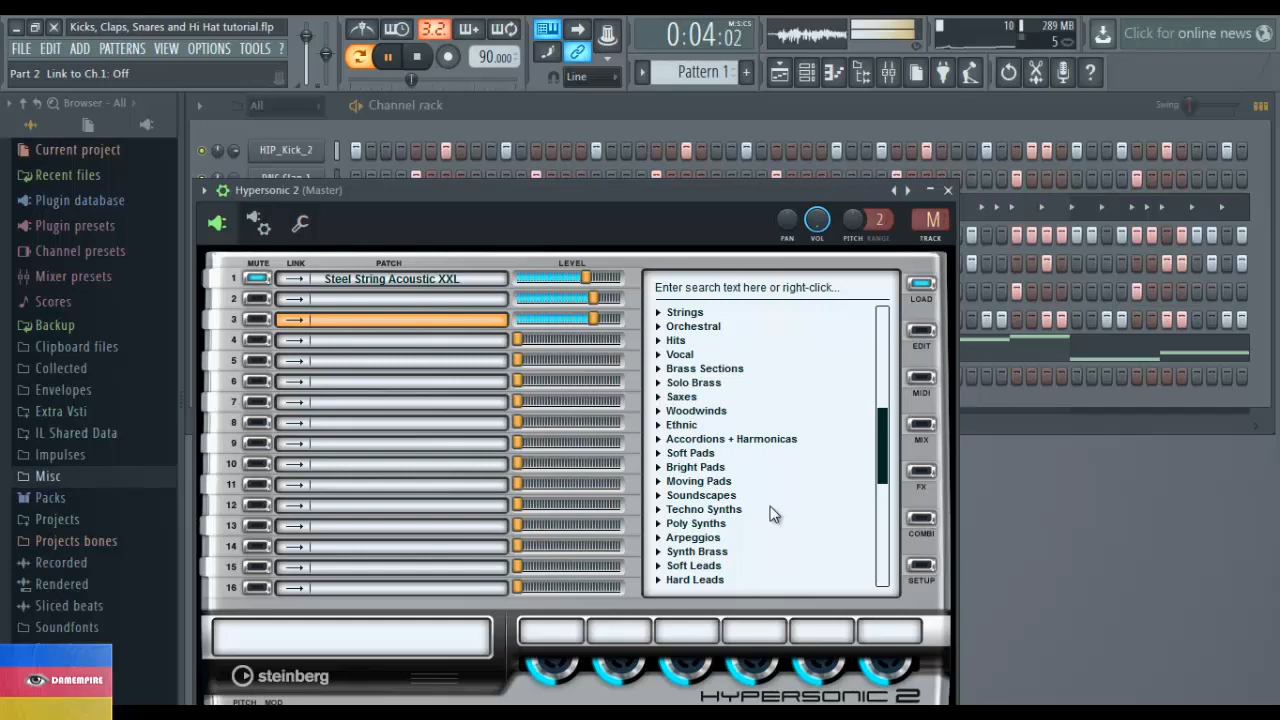 Kicks, Claps, Snares and Hi Hat tutorial.flp
FILE EDIT ADD PATTERNS VIEW OPTIONS TOOLS ?
Part 2 Link to Ch.1: Off
3.2.
90.000
Line
0:04:02
M:S:CS
Pattern 1
10
289 MB
5
Click for online news
Browser - All
All
Channel rack
Swing
Current project
Recent files
Plugin database
Plugin presets
Channel presets
Mixer presets
Scores
Backup
Clipboard files
Collected
Envelopes
Extra Vsti
IL Shared Data
Impulses
Misc
Packs
Projects
Projects bones
Recorded
Rendered
Sliced beats
Soundfonts
DAMEMPIRE
HIP_Kick_2
Hypersonic 2 (Master)
PAN VOL PITCH RANGE TRACK
2
M
MUTE LINK PATCH LEVEL
1 Steel String Acoustic XXL
2
3
4
5
6
7
8
9
10
11
12
13
14
15
16
Enter search text here or right-click...
Strings
Orchestral
Hits
Vocal
Brass Sections
Solo Brass
Saxes
Woodwinds
Ethnic
Accordions + Harmonicas
Soft Pads
Bright Pads
Moving Pads
Soundscapes
Techno Synths
Poly Synths
Arpeggios
Synth Brass
Soft Leads
Hard Leads
LOAD
EDIT
MIDI
MIX
FX
COMBI
SETUP
steinberg
HYPERSONIC 2
PITCH MOD